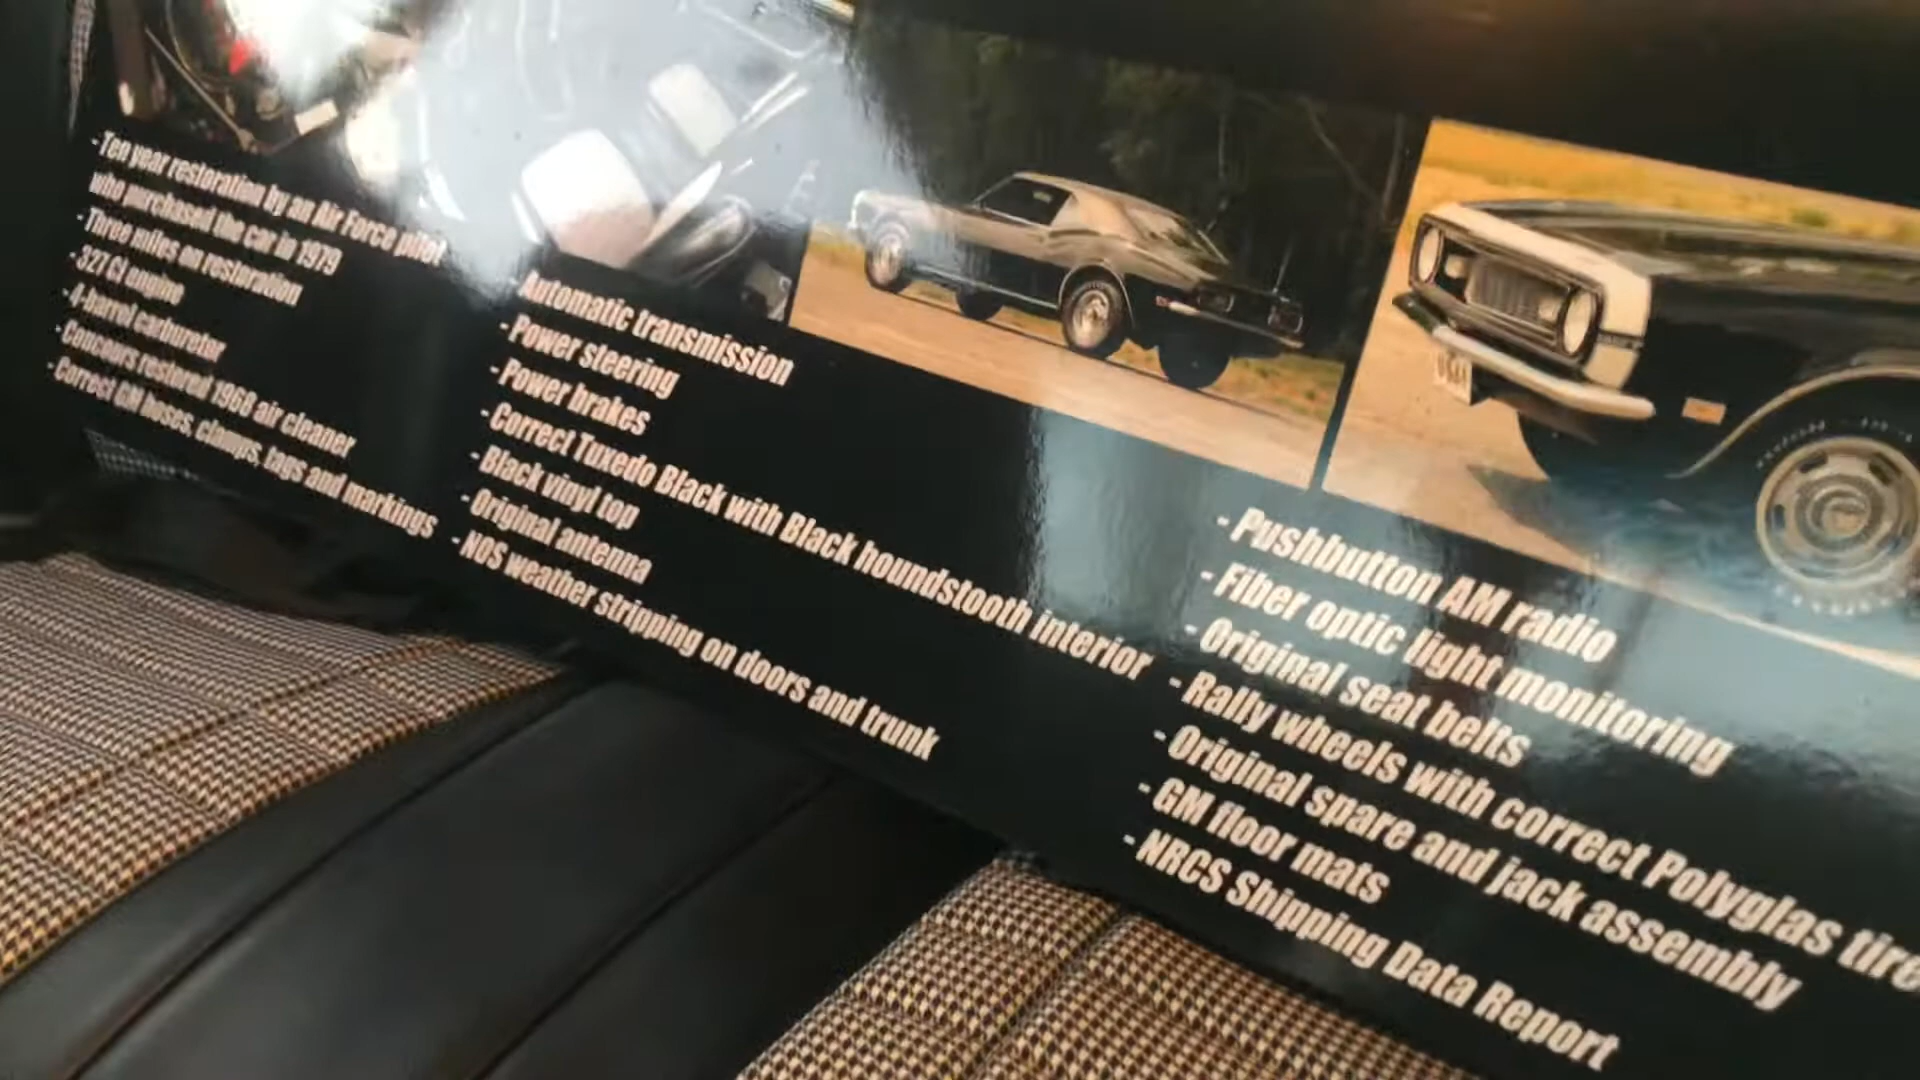 - Ten year restoration by an Air Force pilot
who purchased the car in 1979
- Three miles on restoration
- 327 CI engine
- 4-barrel carburetor
- Concours restored 1968 air cleaner
- Correct GM hoses, clamps, tags and markings
Automatic transmission
- Power steering
- Power brakes
- Correct Tuxedo Black with Black houndstooth interior
- Black vinyl top
- Original antenna
- NOS weather stripping on doors and trunk
- Pushbutton AM radio
- Fiber optic light monitoring
- Original seat belts
- Rally wheels with correct Polyglas tire
- Original spare and jack assembly
- GM floor mats
- NRCS Shipping Data Report